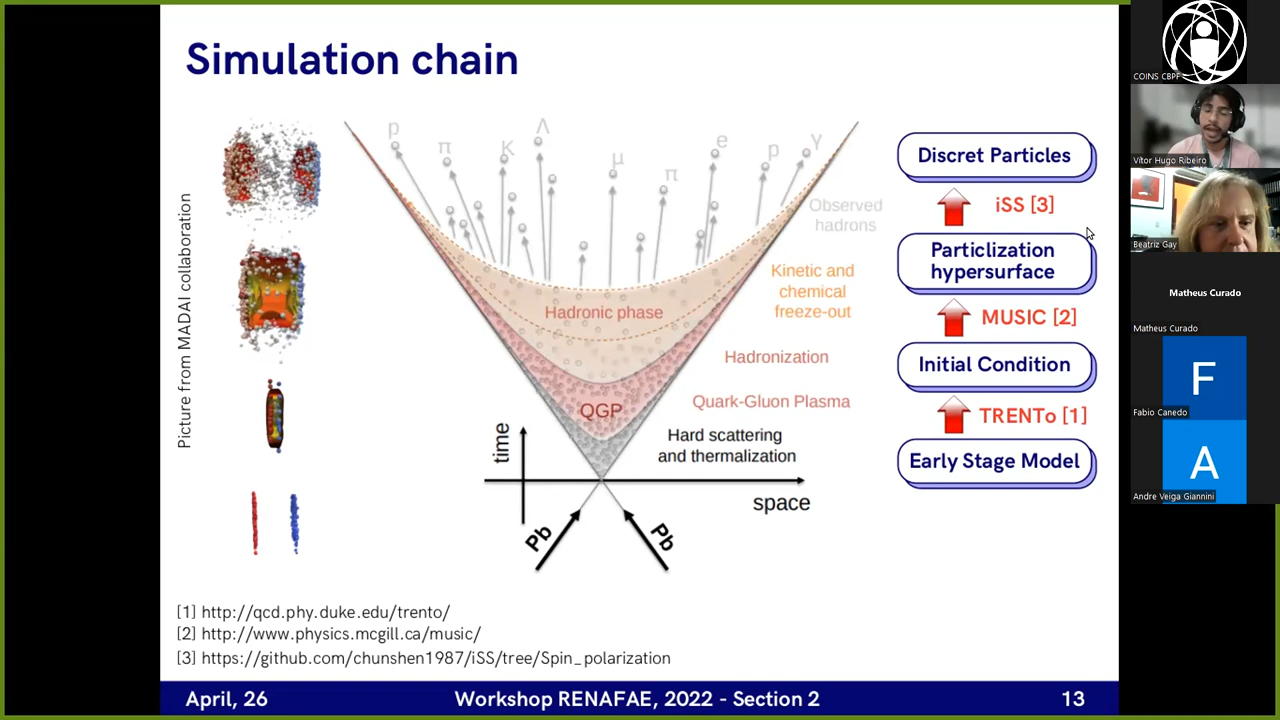 Simulation chain
Picture from MADAI collaboration
p
π
K
Λ
μ
π
e
p
γ
Observed
hadrons
Kinetic and
chemical
freeze-out
Hadronic phase
Hadronization
QGP
Quark-Gluon Plasma
Hard scattering
and thermalization
time
space
Pb
Pb
Discret Particles
iSS [3]
Particlization
hypersurface
MUSIC [2]
Initial Condition
TRENTo [1]
Early Stage Model
[1] http://qcd.phy.duke.edu/trento/
[2] http://www.physics.mcgill.ca/music/
[3] https://github.com/chunshen1987/iSS/tree/Spin_polarization
April, 26
Workshop RENAFAE, 2022 - Section 2
13
COINS CBPF
Vítor Hugo Ribeiro
Beatriz Gay
Matheus Curado
Matheus Curado
F
Fabio Canedo
A
Andre Veiga Giannini